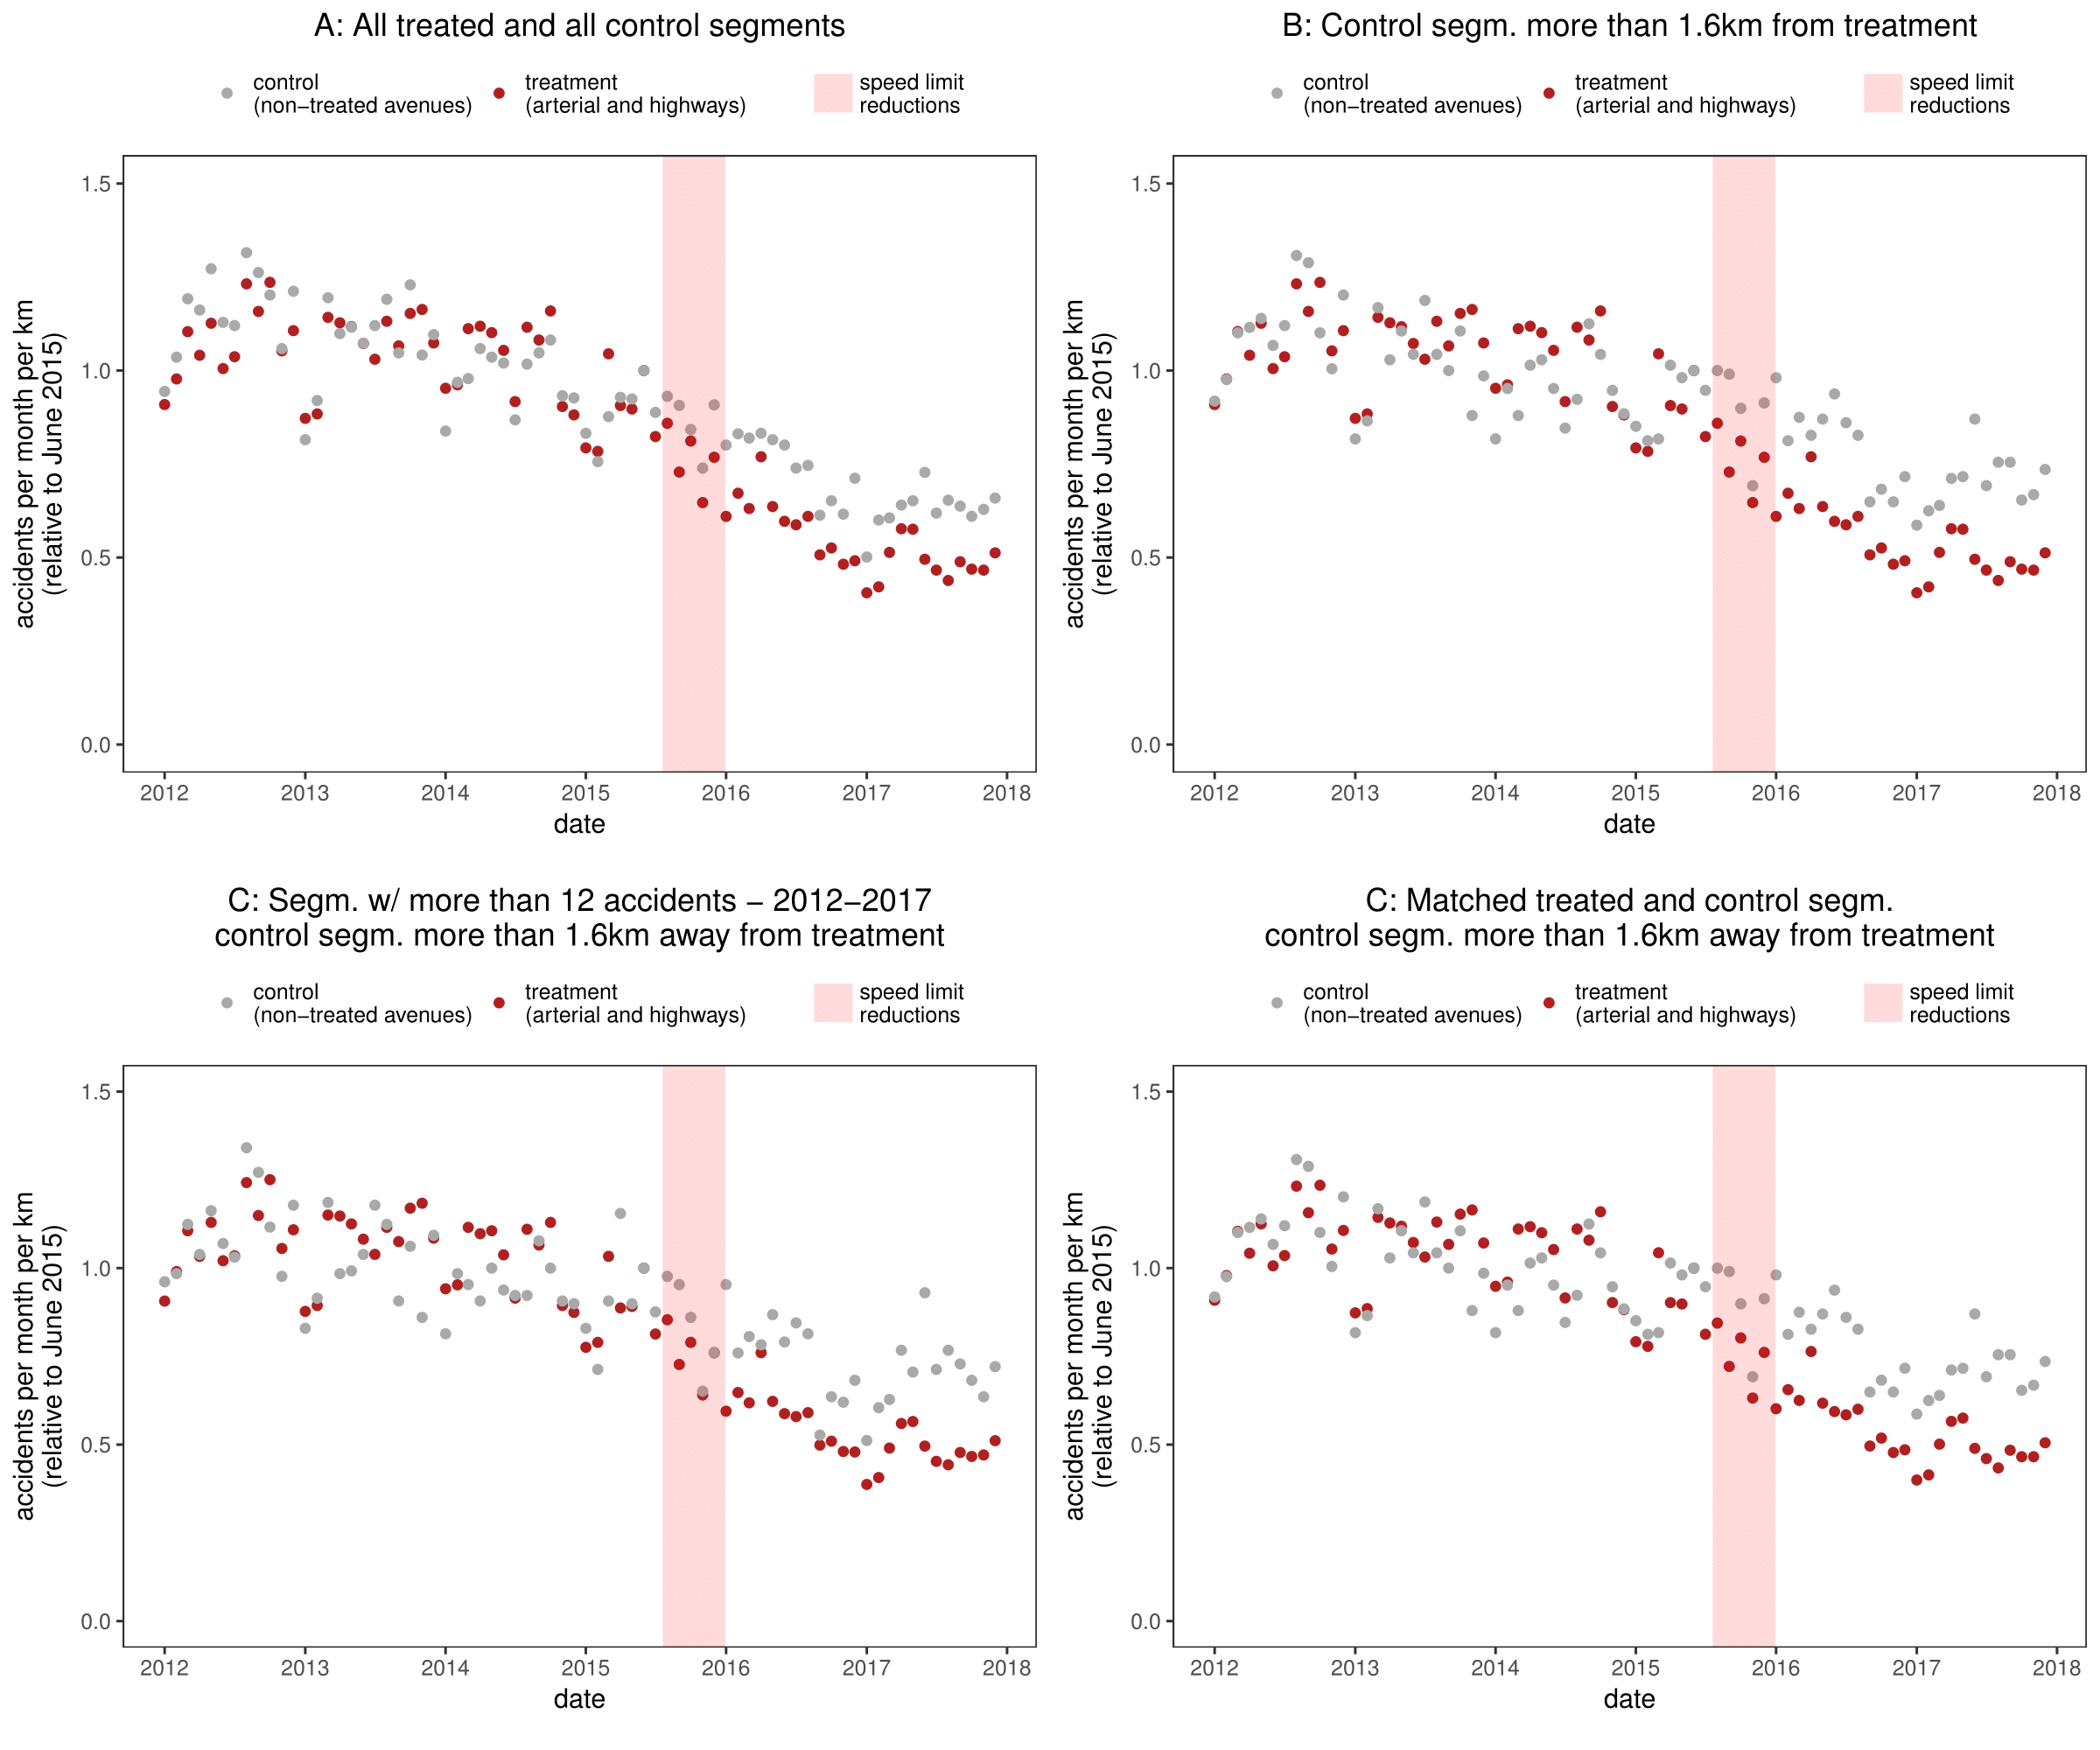 A: All treated and all control segments
control
(non−treated avenues)
treatment
(arterial and highways)
speed limit
reductions
1.5
1.0
0.5
0.0
accidents per month per km
(relative to June 2015)
2012 2013 2014 2015 2016 2017 2018
date
B: Control segm. more than 1.6km from treatment
control
(non−treated avenues)
treatment
(arterial and highways)
speed limit
reductions
1.5
1.0
0.5
0.0
accidents per month per km
(relative to June 2015)
2012 2013 2014 2015 2016 2017 2018
date
C: Segm. w/ more than 12 accidents − 2012−2017
control segm. more than 1.6km away from treatment
control
(non−treated avenues)
treatment
(arterial and highways)
speed limit
reductions
1.5
1.0
0.5
0.0
accidents per month per km
(relative to June 2015)
2012 2013 2014 2015 2016 2017 2018
date
C: Matched treated and control segm.
control segm. more than 1.6km away from treatment
control
(non−treated avenues)
treatment
(arterial and highways)
speed limit
reductions
1.5
1.0
0.5
0.0
accidents per month per km
(relative to June 2015)
2012 2013 2014 2015 2016 2017 2018
date